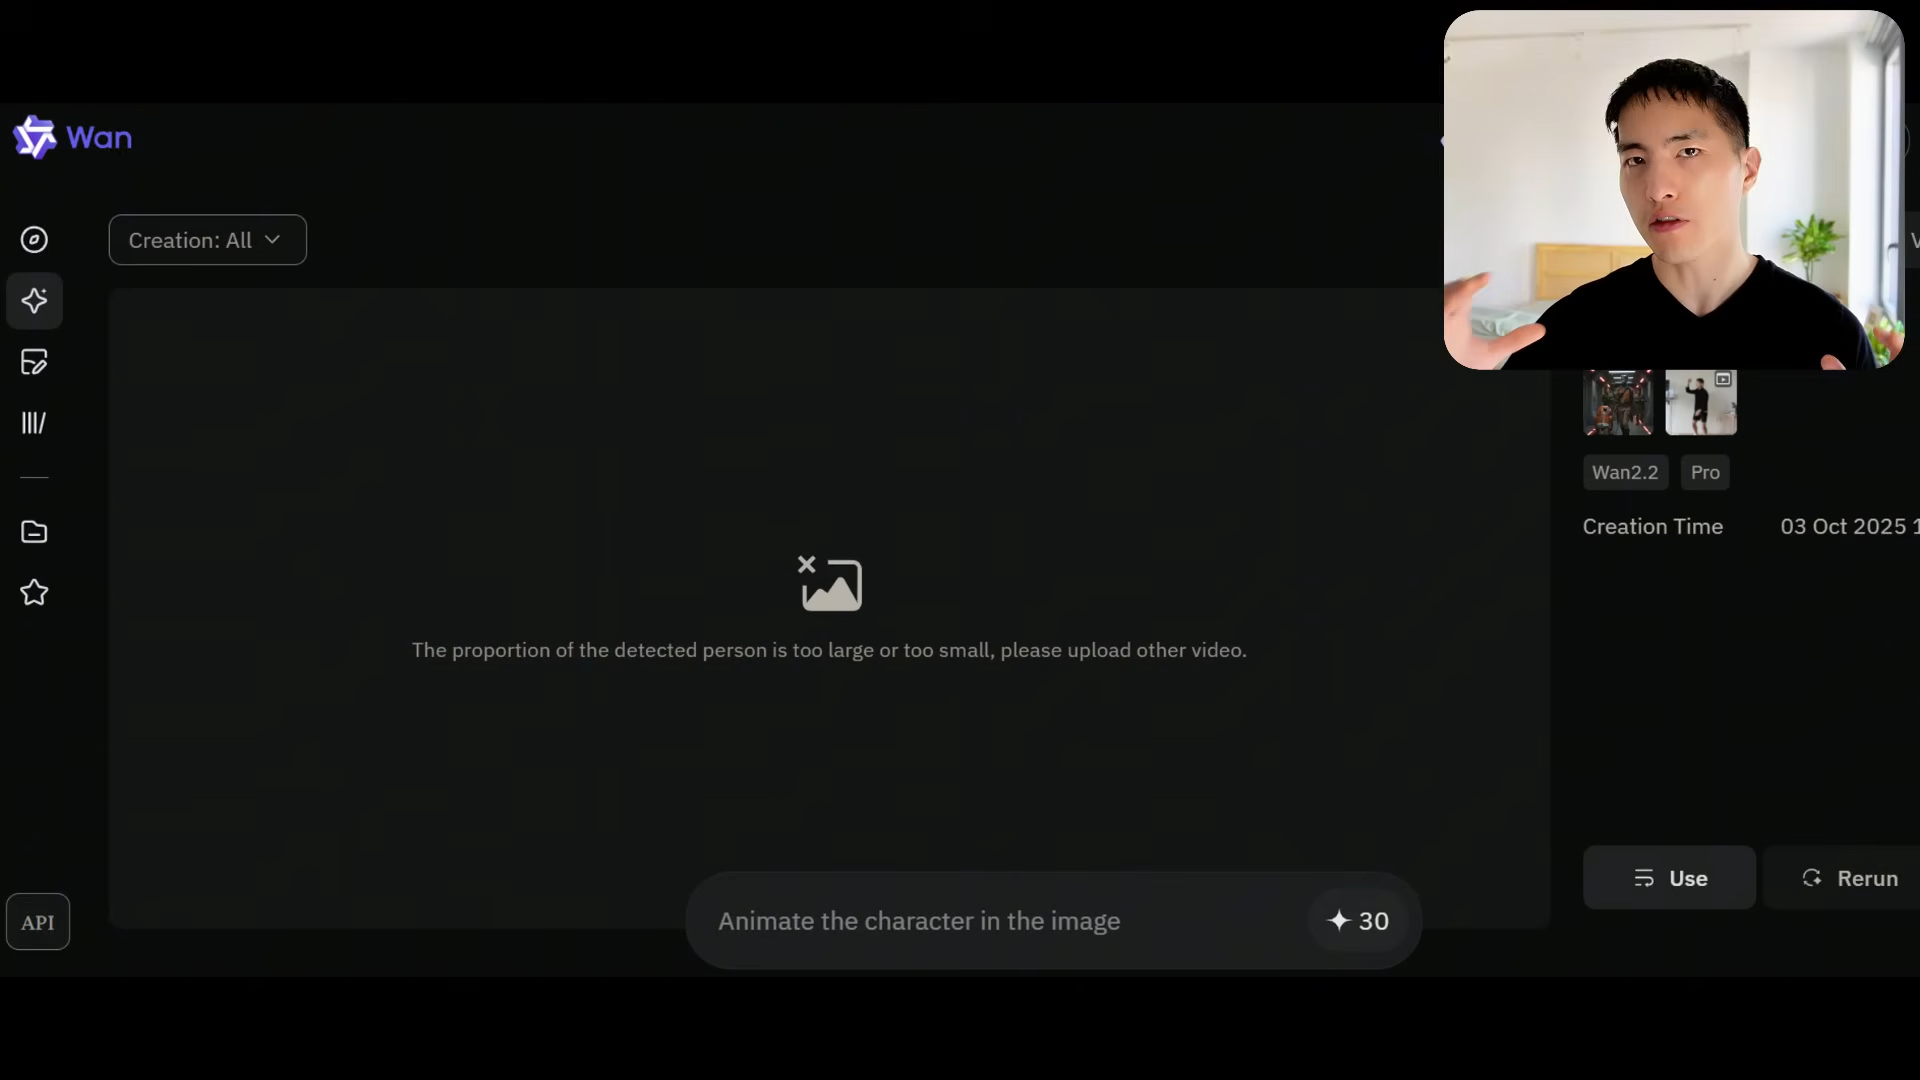 Wan
Creation: All
The proportion of the detected person is too large or too small, please upload other video.
Wan2.2
Pro
Creation Time
03 Oct 2025 1
Use
Rerun
Animate the character in the image
30
API